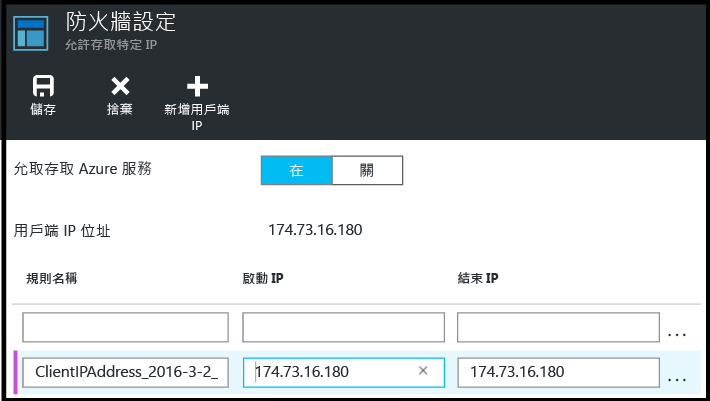 防火牆設定
允許存取特定 IP
儲存
捨棄
新增用戶端
IP
允取存取 Azure 服務
在
關
用戶端 IP 位址
174.73.16.180
規則名稱
啟動 IP
結束 IP
...
ClientIPAddress_2016-3-2_
174.73.16.180
×
174.73.16.180
...